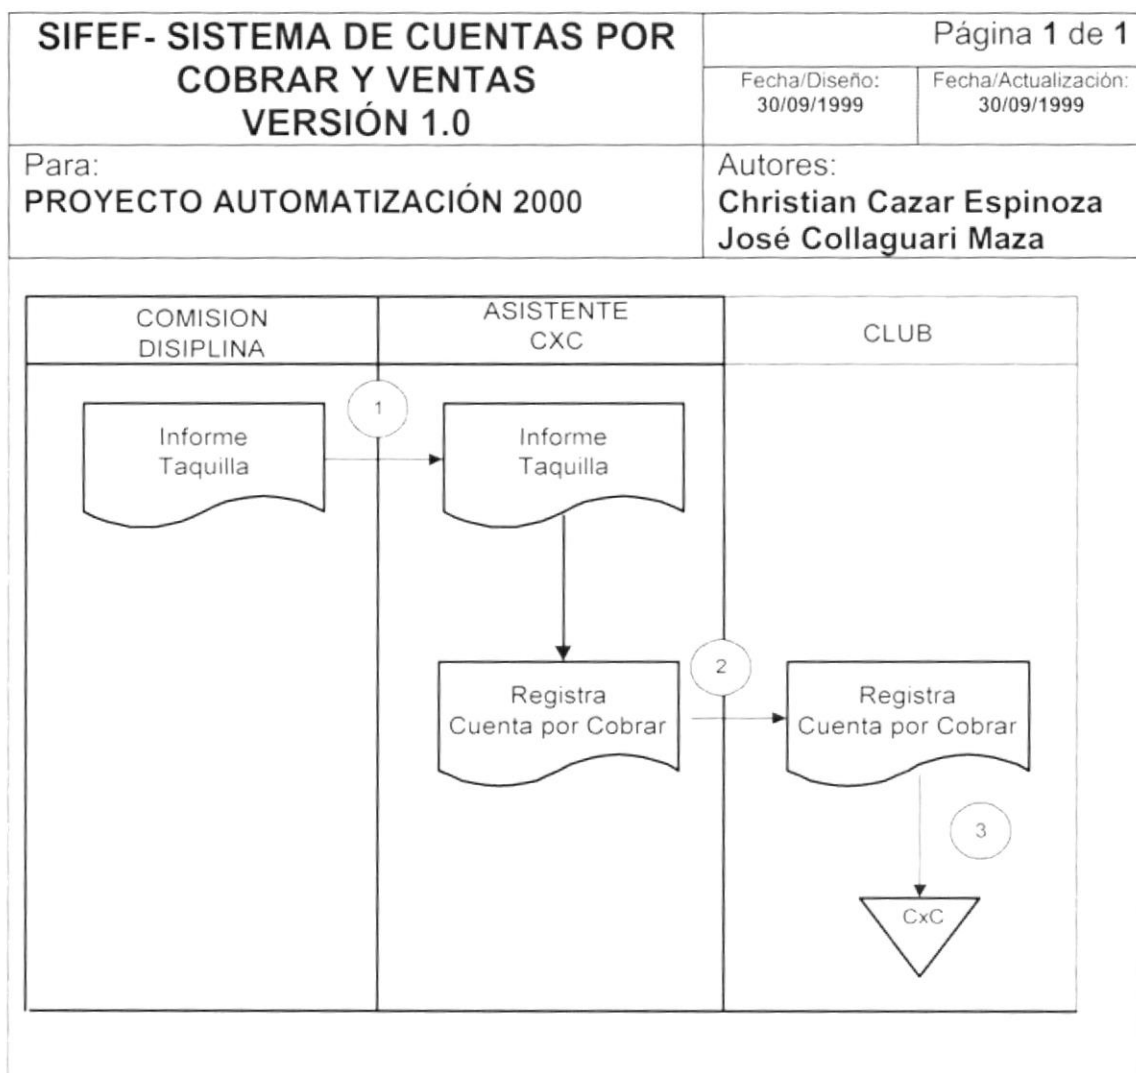 SIFEF- SISTEMA DE CUENTAS POR
COBRAR Y VENTAS
VERSIÓN 1.0
Página 1 de 1
Fecha/Diseño:
30/09/1999
Fecha/Actualización:
30/09/1999
Para:
PROYECTO AUTOMATIZACIÓN 2000
Autores:
Christian Cazar Espinoza
José Collaguari Maza
COMISION
DISIPLINA
ASISTENTE
CXC
CLUB
Informe
Taquilla
1
Informe
Taquilla
Registra
Cuenta por Cobrar
2
Registra
Cuenta por Cobrar
3
CxC